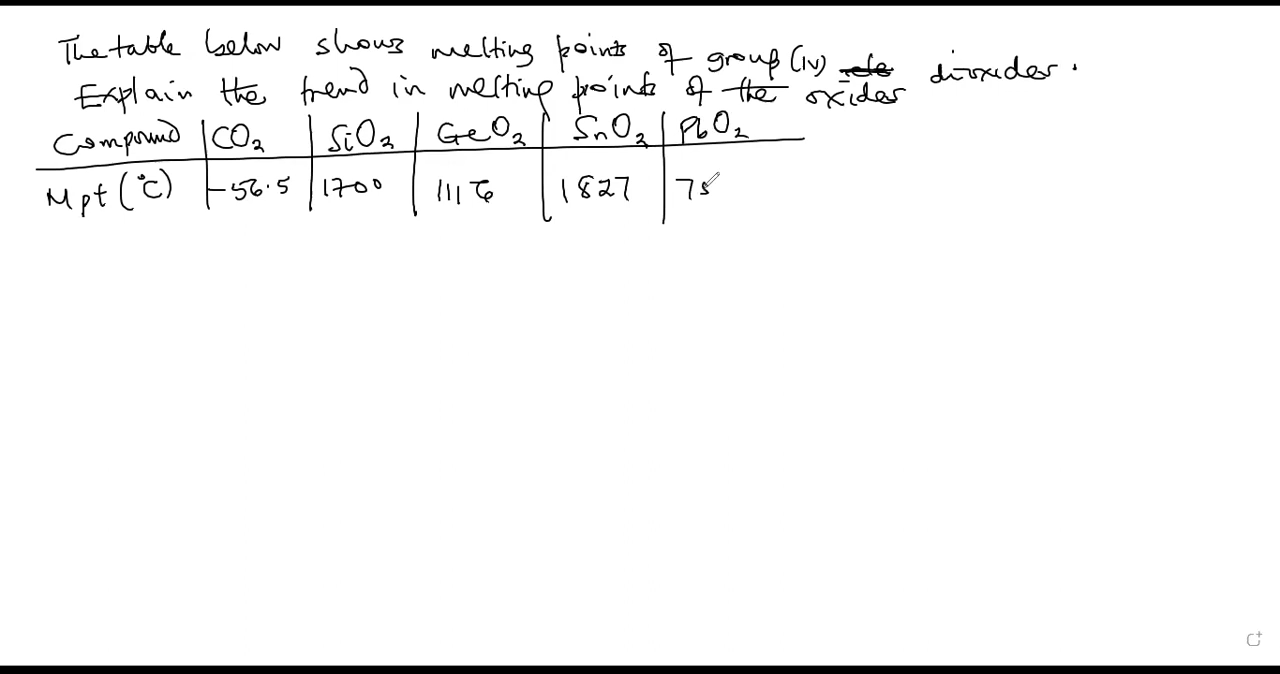 The table below shows melting points of group (IV) dioxides.
Explain the trend in melting points of the oxides
Compound CO2 SiO2 GeO2 SnO2 PbO2
Mpt (°C) -56.5 1700 1116 1827 75